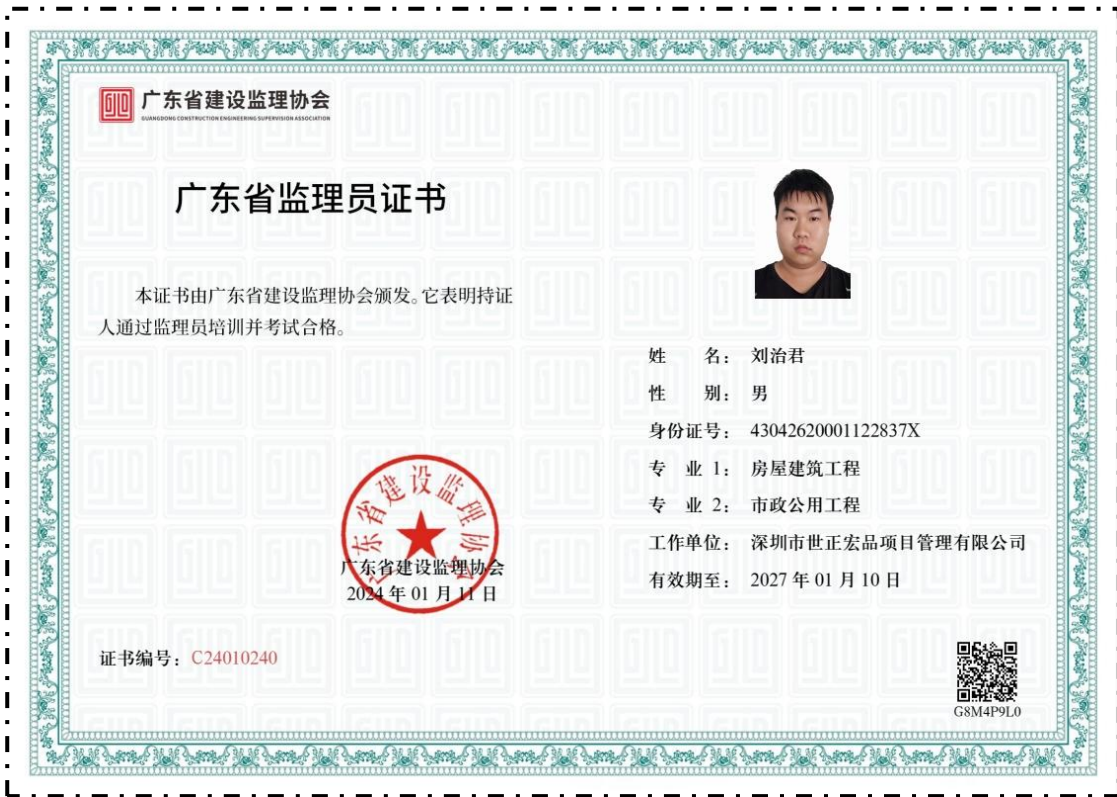 广东省建设监理协会
GUANGDONG CONSTRUCTION ENGINEERING SUPERVISION ASSOCIATION
广东省监理员证书
本证书由广东省建设监理协会颁发。它表明持证
人通过监理员培训并考试合格。
姓 名： 刘治君
性 别： 男
身份证号： 43042620001122837X
专 业 1： 房屋建筑工程
专 业 2： 市政公用工程
工作单位： 深圳市世正宏品项目管理有限公司
有效期至： 2027 年 01 月 10 日
广东省建设监理协会
广东省建设监理协会
2024 年 01 月 11 日
证书编号：C24010240
G8M4P9L0